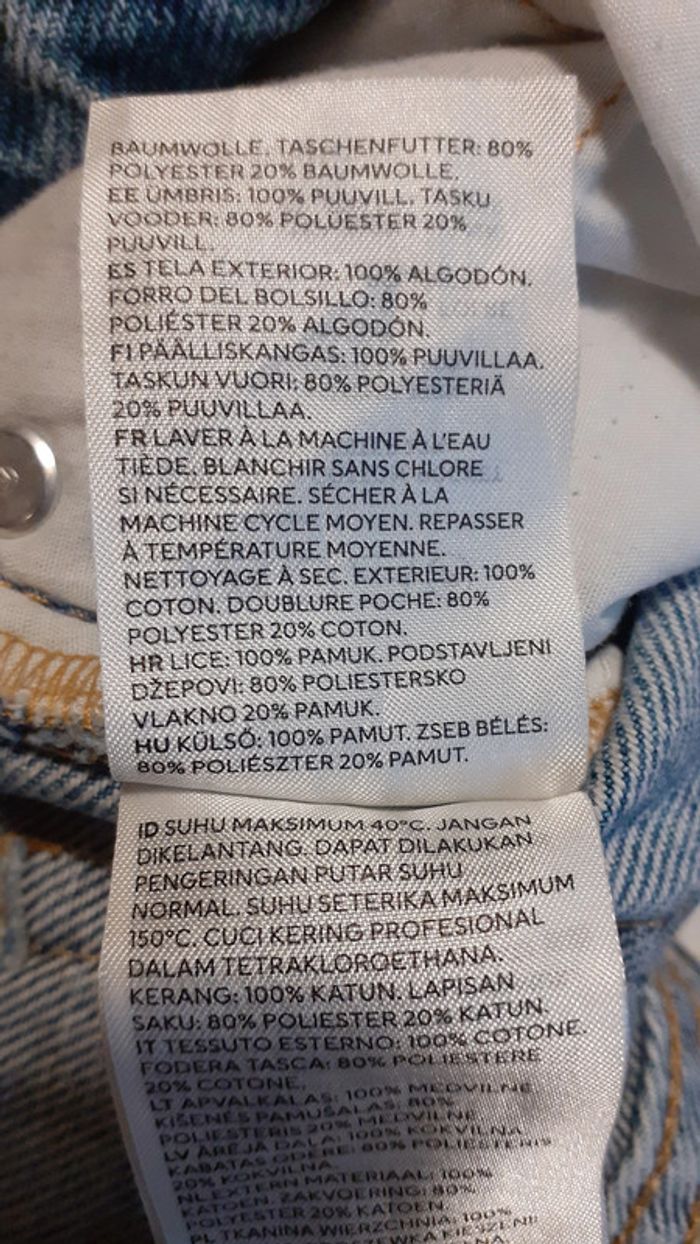 BAUMWOLLE. TASCHENFUTTER: 80%
POLYESTER 20% BAUMWOLLE.
EE ÜMBRIS: 100% PUUVILL. TASKU
VOODER: 80% POLÜESTER 20%
PUUVILL.
ES TELA EXTERIOR: 100% ALGODÓN.
FORRO DEL BOLSILLO: 80%
POLIÉSTER 20% ALGODÓN.
FI PÄÄLLISKANGAS: 100% PUUVILLAA.
TASKUN VUORI: 80% POLYESTERIÄ
20% PUUVILLAA.
FR LAVER À LA MACHINE À L'EAU
TIÈDE. BLANCHIR SANS CHLORE
SI NÉCESSAIRE. SÉCHER À LA
MACHINE CYCLE MOYEN. REPASSER
À TEMPÉRATURE MOYENNE.
NETTOYAGE À SEC. EXTERIEUR: 100%
COTON. DOUBLURE POCHE: 80%
POLYESTER 20% COTON.
HR LICE: 100% PAMUK. PODSTAVLJENI
DŽEPOVI: 80% POLIESTERSKO
VLAKNO 20% PAMUK.
HU KÜLSŐ: 100% PAMUT. ZSEB BÉLÉS:
80% POLIÉSZTER 20% PAMUT.
ID SUHU MAKSIMUM 40°C. JANGAN
DIKELANTANG. DAPAT DILAKUKAN
PENGERINGAN PUTAR SUHU
NORMAL. SUHU SETERIKA MAKSIMUM
150°C. CUCI KERING PROFESIONAL
DALAM TETRAKLOROETHANA.
KERANG: 100% KATUN. LAPISAN
SAKU: 80% POLIESTER 20% KATUN.
IT TESSUTO ESTERNO: 100% COTONE.
FODERA TASCA: 80% POLIESTERE
20% COTONE.
LT APVALKALAS: 100% MEDVILNĖ.
KIŠENĖS PAMUŠALAS: 80%
POLIESTERIS 20% MEDVILNĖ
LV ĀRĒJĀ DAĻA: 100% KOKVILNA.
KABATAS ODERE: 80% POLIESTERIS
20% KOKVILNA.
NL EXTERN MATERIAAL: 100%
KATOEN. ZAKVOERING: 80%
POLYESTER 20% KATOEN.
PL TKANINA WIERZCHNIA: 100%
KIESZENI: